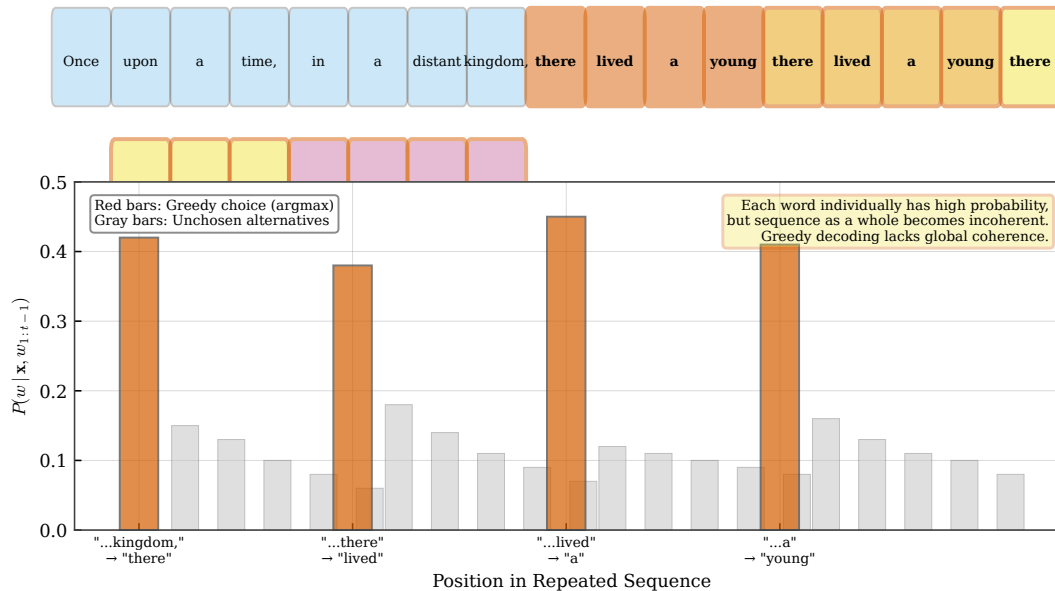 Once upon a time, in a distant kingdom, there lived a young there lived a young there
Red bars: Greedy choice (argmax)
Gray bars: Unchosen alternatives
Each word individually has high probability,
but sequence as a whole becomes incoherent.
Greedy decoding lacks global coherence.
P(w | x, w₁:ₜ₋₁)
0.5
0.4
0.3
0.2
0.1
0.0
"...kingdom,"
→ "there"
"...there"
→ "lived"
"...lived"
→ "a"
"...a"
→ "young"
Position in Repeated Sequence